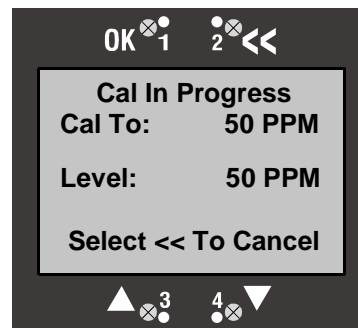 OK 1 2 <<
Cal In Progress
Cal To: 50 PPM
Level: 50 PPM
Select << To Cancel
3 4